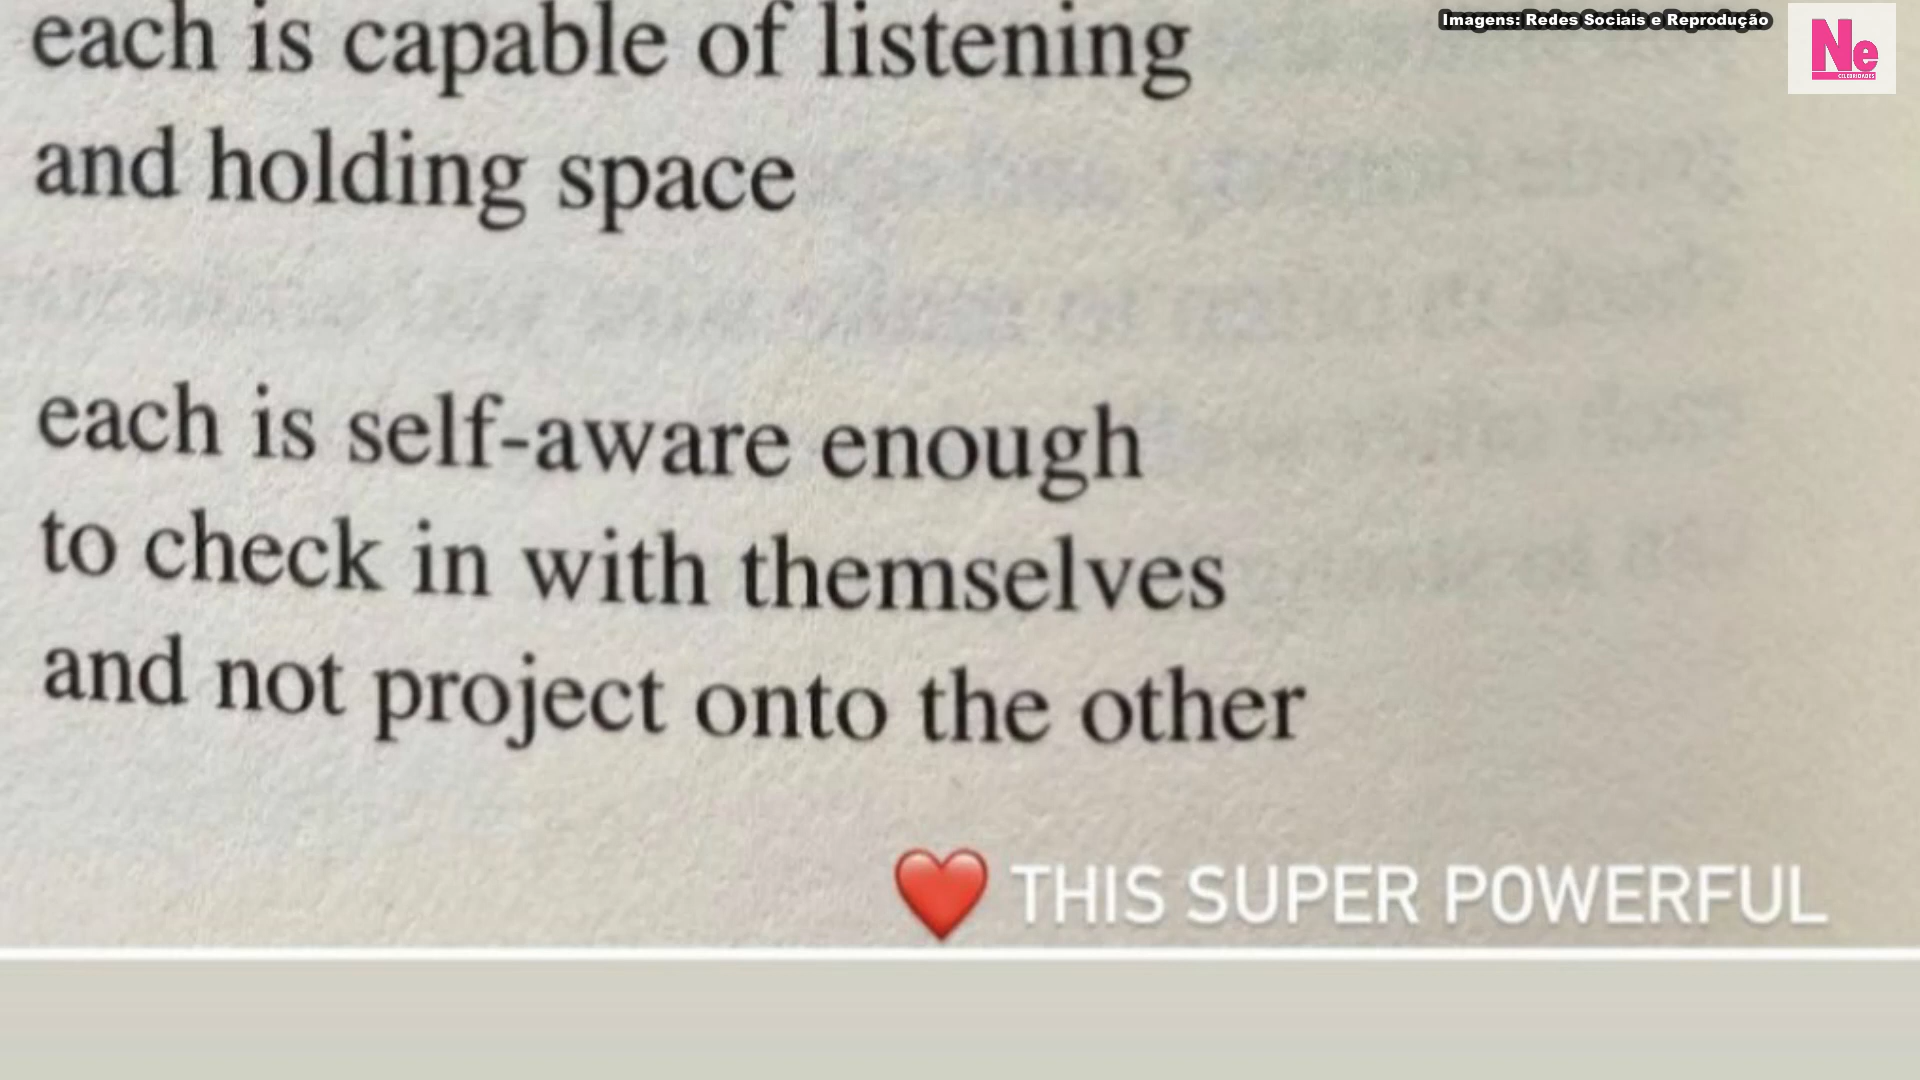 Imagens: Redes Sociais e Reprodução
Ne
CELEBRIDADES
each is capable of listening
and holding space
each is self-aware enough
to check in with themselves
and not project onto the other
❤️ THIS SUPER POWERFUL